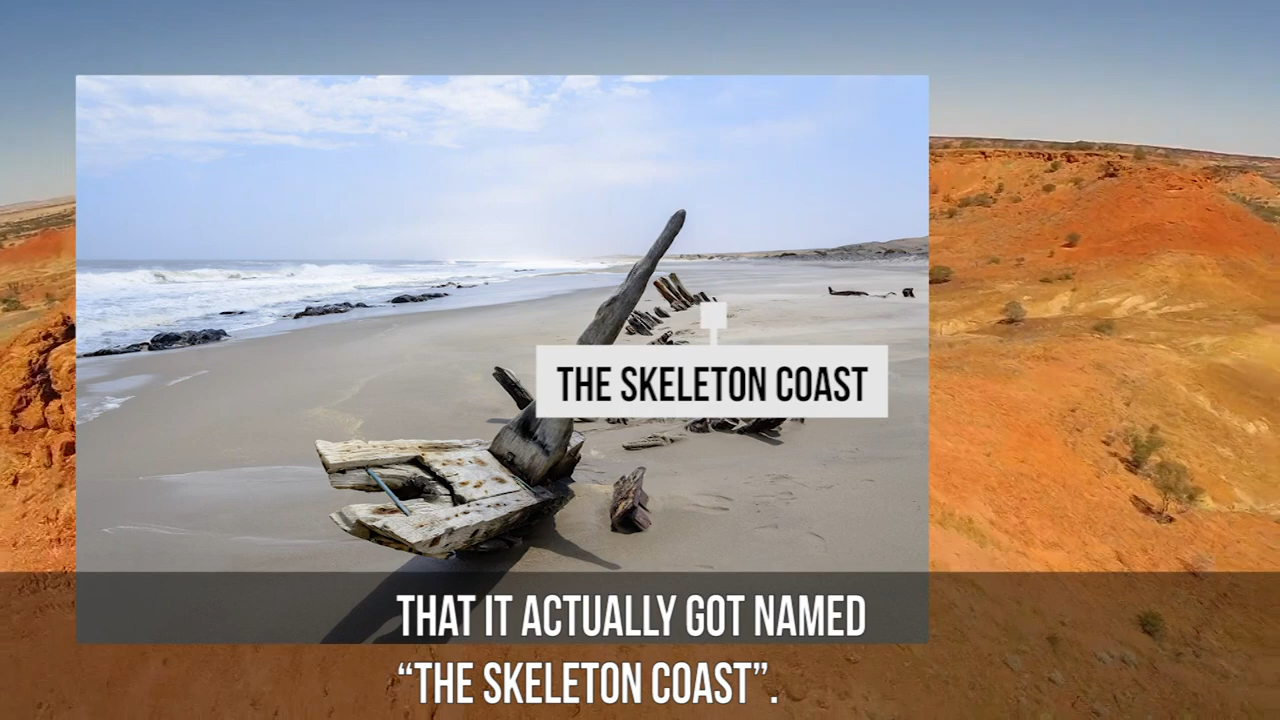 THE SKELETON COAST
THAT IT ACTUALLY GOT NAMED
“THE SKELETON COAST”.